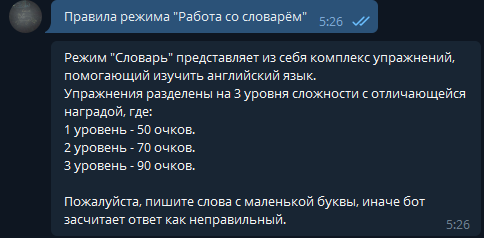 Правила режима "Работа со словарём" 5:26
Режим "Словарь" представляет из себя комплекс упражнений,
помогающий изучить английский язык.
Упражнения разделены на 3 уровня сложности с отличающейся
наградой, где:
1 уровень - 50 очков.
2 уровень - 70 очков.
3 уровень - 90 очков.
Пожалуйста, пишите слова с маленькой буквы, иначе бот
засчитает ответ как неправильный. 5:26